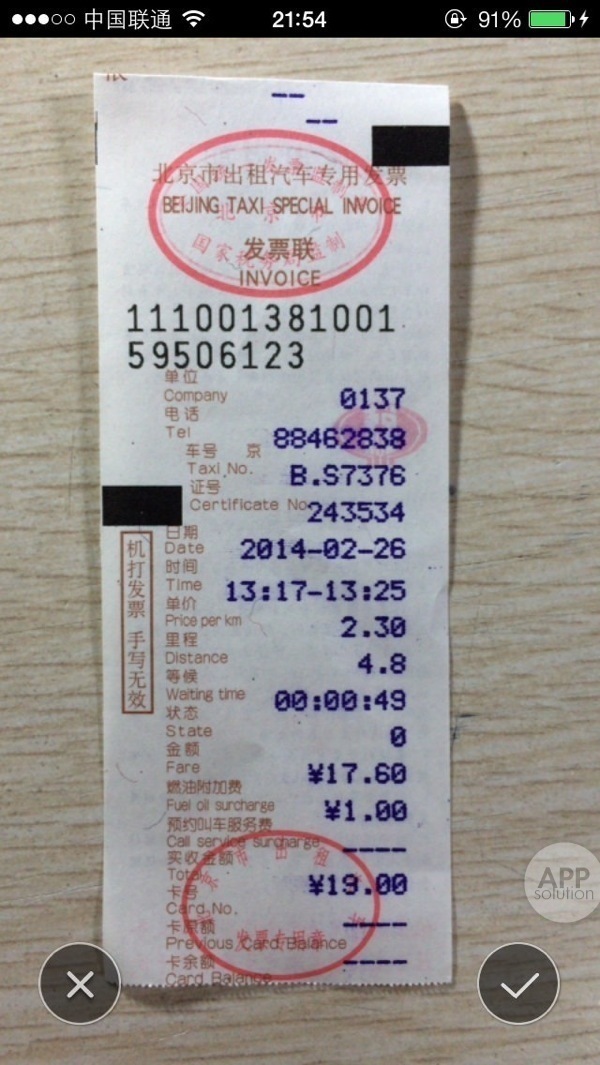 中国联通
21:54
91%
北京市出租汽车专用发票
BEIJING TAXI SPECIAL INVOICE
发票联
INVOICE
111001381001
59506123
单位
Company 0137
电话
Tel 88462838
车号 京
Taxi No. B.S7376
证号
Certificate No 243534
日期
Date 2014-02-26
时间
Time 13:17-13:25
单价
Price per km 2.30
里程
Distance 4.8
等候
Waiting time 00:00:49
状态
State 0
金额
Fare ¥17.60
燃油附加费
Fuel oil surcharge ¥1.00
预约叫车服务费
Call service surcharge ----
实收金额
Total ¥19.00
卡号
Card No.
卡原额 ----
Previous Card Balance
卡余额 ----
Card Balance
机打发票 手写无效
发票专用章
APP
solution